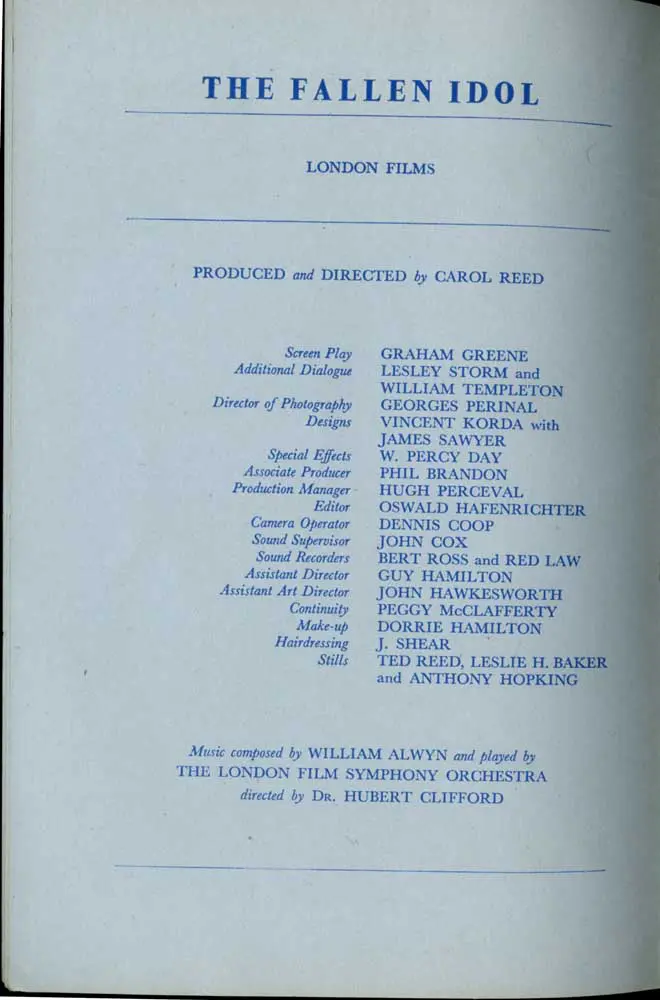 THE FALLEN IDOL
LONDON FILMS
PRODUCED and DIRECTED by CAROL REED
Screen Play GRAHAM GREENE
Additional Dialogue LESLEY STORM and
WILLIAM TEMPLETON
Director of Photography GEORGES PERINAL
Designs VINCENT KORDA with
JAMES SAWYER
Special Effects W. PERCY DAY
Associate Producer PHIL BRANDON
Production Manager HUGH PERCEVAL
Editor OSWALD HAFENRICHTER
Camera Operator DENNIS COOP
Sound Supervisor JOHN COX
Sound Recorders BERT ROSS and RED LAW
Assistant Director GUY HAMILTON
Assistant Art Director JOHN HAWKESWORTH
Continuity PEGGY McCLAFFERTY
Make-up DORRIE HAMILTON
Hairdressing J. SHEAR
Stills TED REED, LESLIE H. BAKER
and ANTHONY HOPKING
Music composed by WILLIAM ALWYN and played by
THE LONDON FILM SYMPHONY ORCHESTRA
directed by DR. HUBERT CLIFFORD